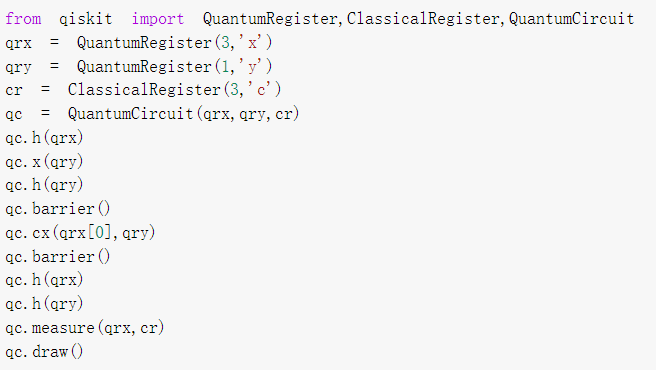 from qiskit import QuantumRegister,ClassicalRegister,QuantumCircuit
qrx = QuantumRegister(3,'x')
qry = QuantumRegister(1,'y')
cr = ClassicalRegister(3,'c')
qc = QuantumCircuit(qrx,qry,cr)
qc.h(qrx)
qc.x(qry)
qc.h(qry)
qc.barrier()
qc.cx(qrx[0],qry)
qc.barrier()
qc.h(qrx)
qc.h(qry)
qc.measure(qrx,cr)
qc.draw()